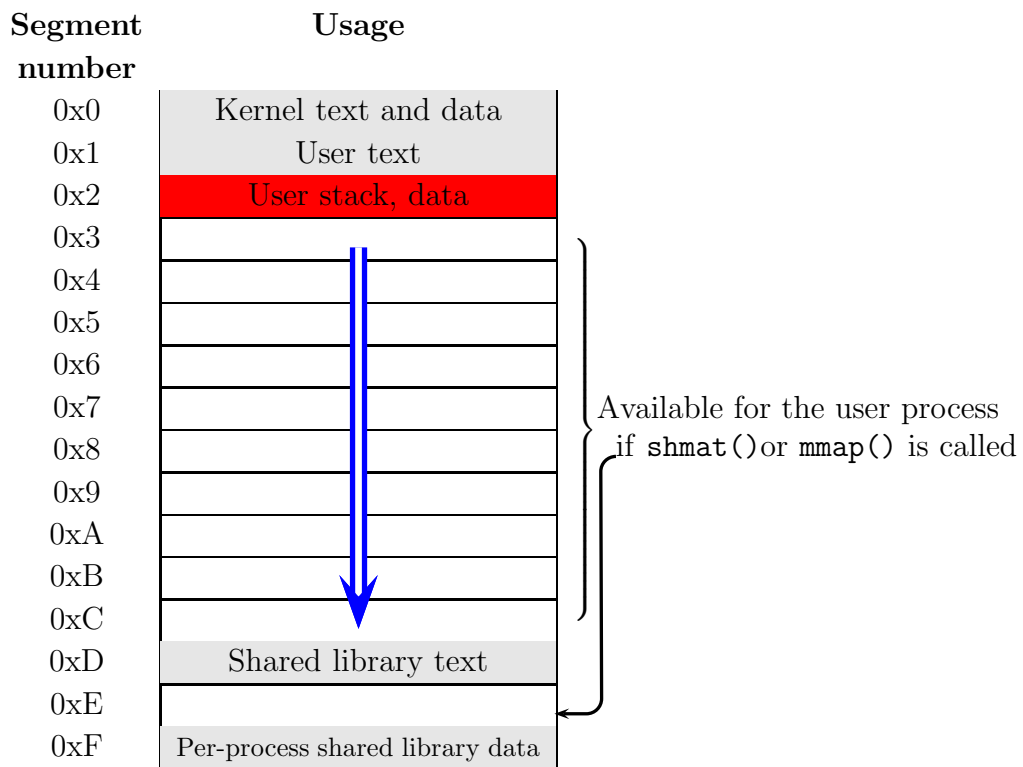 Segment number Usage
0x0 Kernel text and data
0x1 User text
0x2 User stack, data
0x3
0x4
0x5
0x6
0x7
0x8
0x9
0xA
0xB
0xC
0xD Shared library text
0xE
0xF Per-process shared library data
Available for the user process
if shmat()or mmap() is called